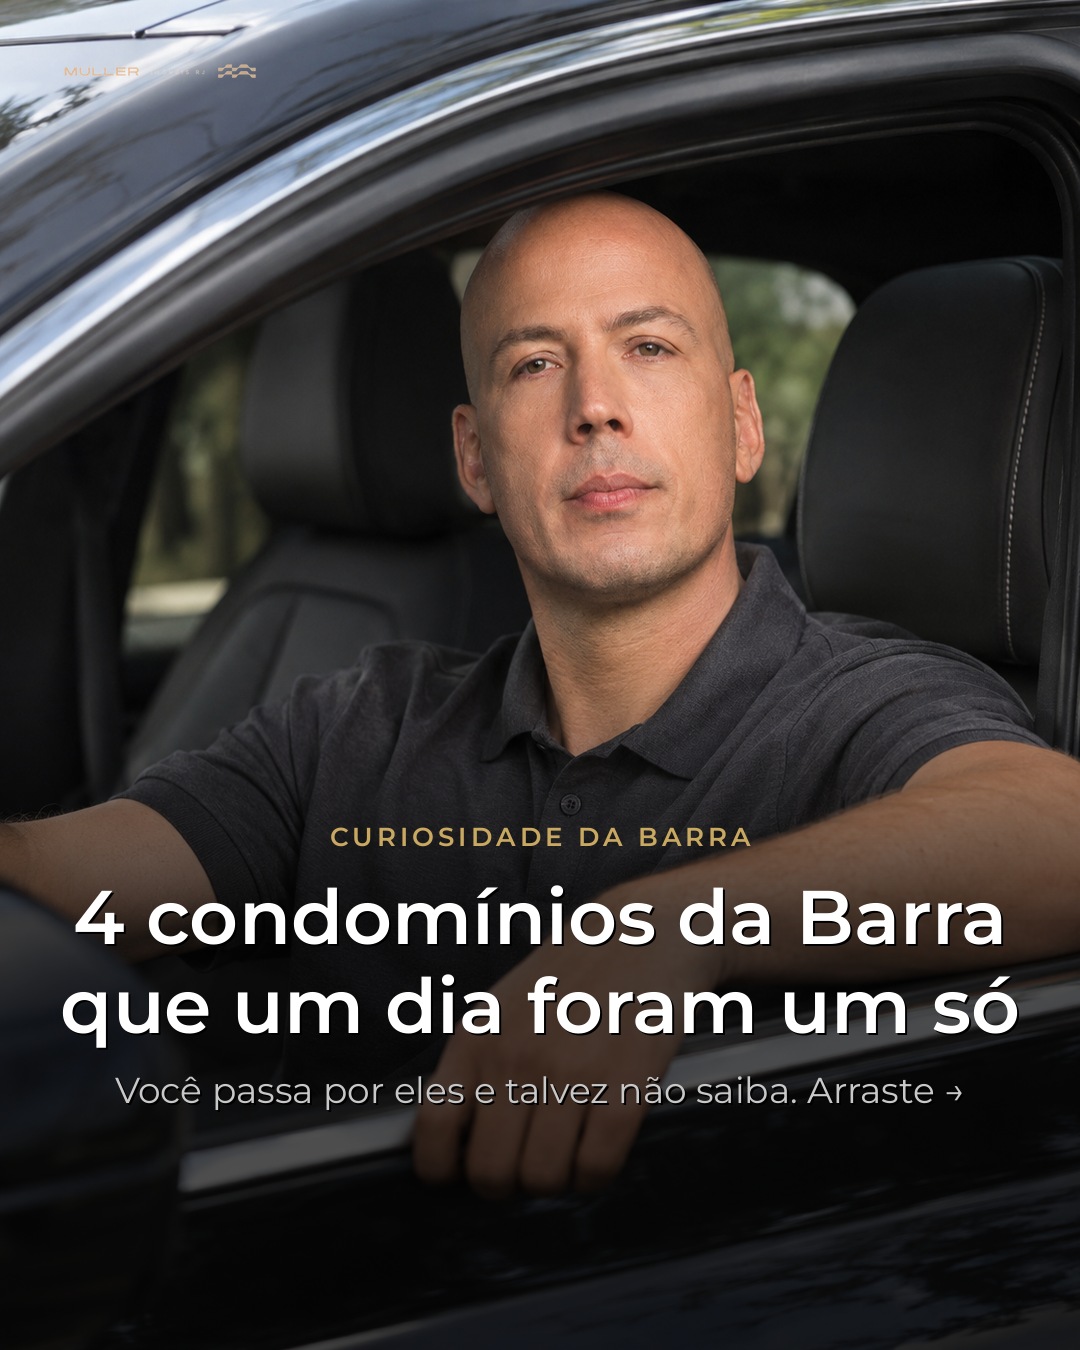 MULLER
CURIOSIDADE DA BARRA
4 condomínios da Barra
que um dia foram um só
Você passa por eles e talvez não saiba. Arraste →